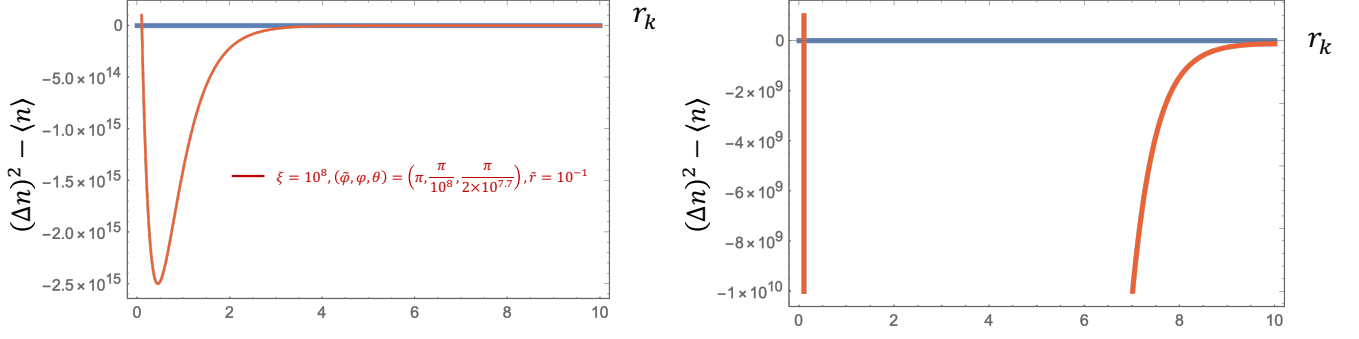 r_k
0
−5.0×10^14
−1.0×10^15
−1.5×10^15
−2.0×10^15
−2.5×10^15
(Δn)^2 − ⟨n⟩
ξ = 10^8, (φ̃, φ, θ) = (π, π/10^8, π/2×10^7.7), r̃ = 10^−1
0 2 4 6 8 10
r_k
0
−2×10^9
−4×10^9
−6×10^9
−8×10^9
−1×10^10
(Δn)^2 − ⟨n⟩
0 2 4 6 8 10